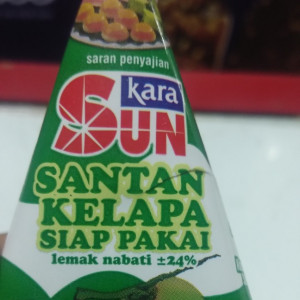 saran penyajian
kara
SUN
SANTAN
KELAPA
SIAP PAKAI
lemak nabati ±24%